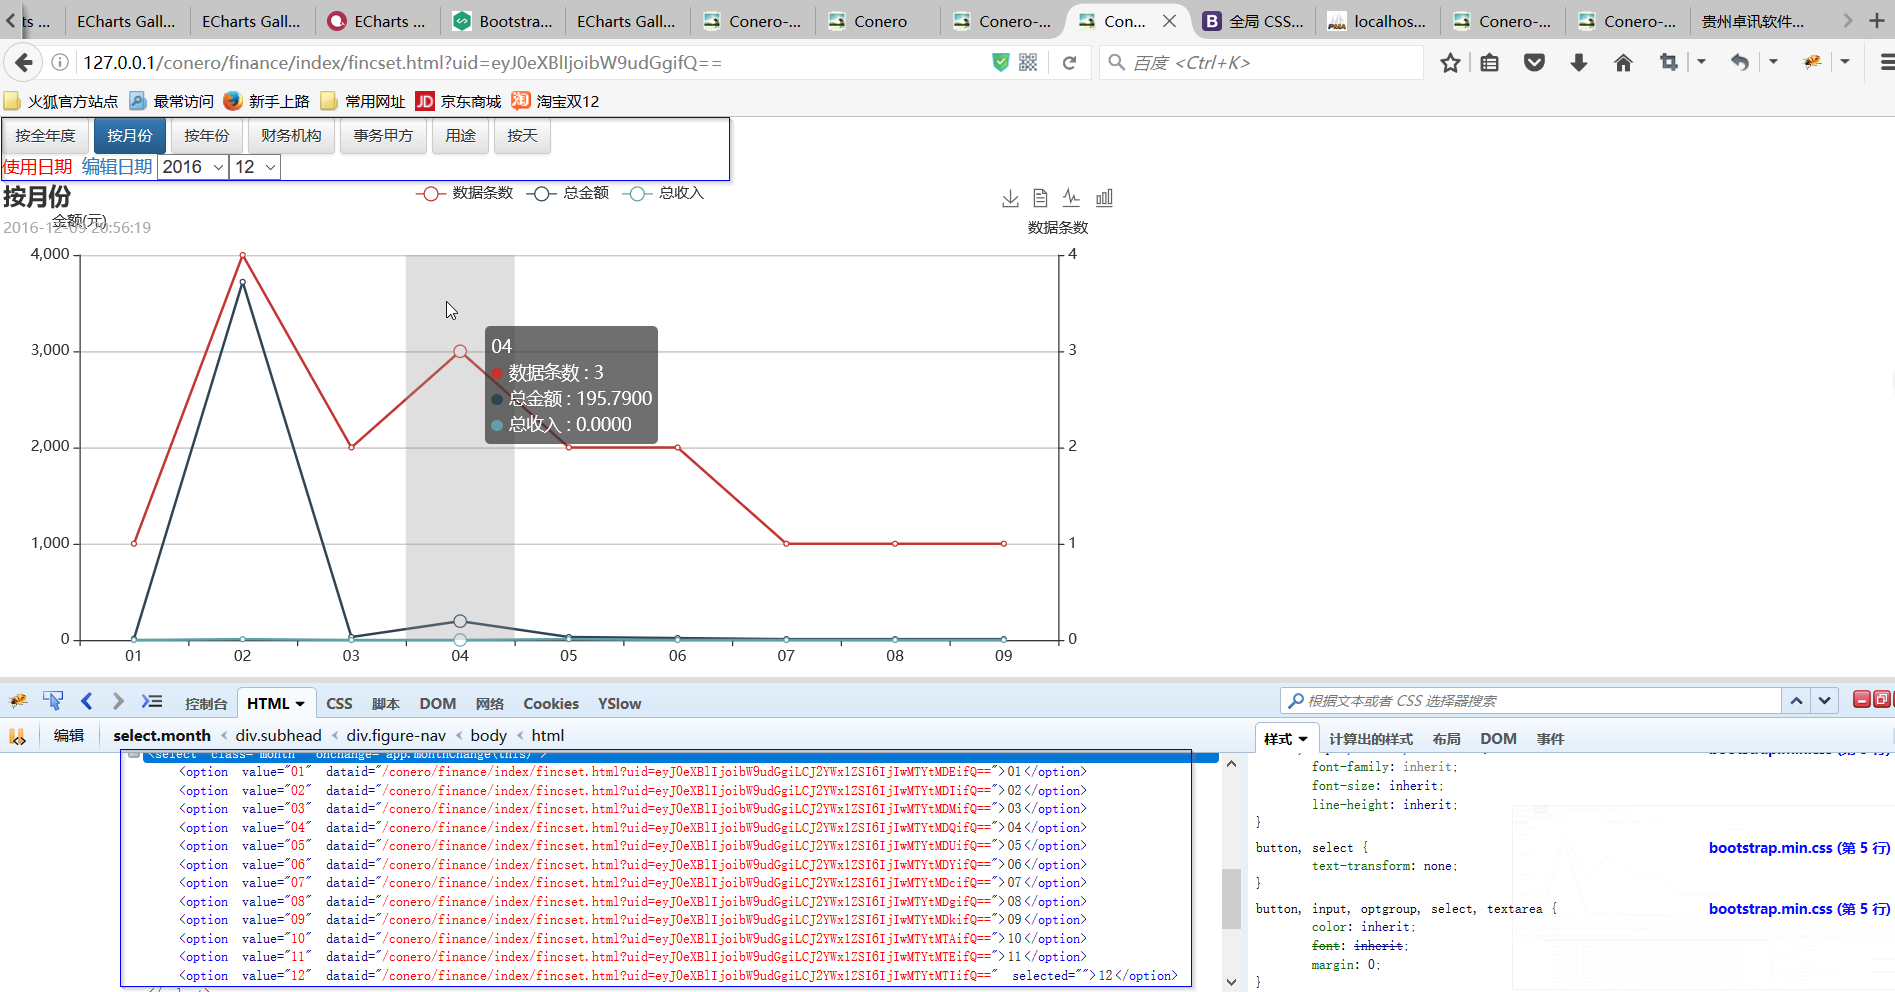 ts ...
ECharts Gall...
ECharts Gall...
ECharts ...
Bootstra...
ECharts Gall...
Conero-...
Conero
Conero-...
Con...
全局 CSS...
localhos...
Conero-...
Conero-...
贵州卓讯软件...
127.0.0.1/conero/finance/index/fincset.html?uid=eyJ0eXBlIjoibW9udGgifQ==
百度 <Ctrl+K>
火狐官方站点 最常访问 新手上路 常用网址 JD 京东商城 淘 淘宝双12
按全年度 按月份 按年份 财务机构 事务甲方 用途 按天
使用日期 编辑日期 2016 12
按月份
数据条数 总金额 总收入
金额(元)
2016-12-09 20:56:19
数据条数
4,000
4
3,000
3
2,000
2
1,000
1
0
0
04
数据条数 : 3
总金额 : 195.7900
总收入 : 0.0000
01 02 03 04 05 06 07 08 09
控制台 HTML CSS 脚本 DOM 网络 Cookies YSlow
根据文本或者 CSS 选择器搜索
编辑 select.month < div.subhead < div.figure-nav < body < html
样式 计算出的样式 布局 DOM 事件
<select class="month" onchange="app.monthChange(this)">
<option value="01" dataid="/conero/finance/index/fincset.html?uid=eyJ0eXBlIjoibW9udGgiLCJ2YWx1ZSI6IjIwMTYtMDEifQ==">01</option>
<option value="02" dataid="/conero/finance/index/fincset.html?uid=eyJ0eXBlIjoibW9udGgiLCJ2YWx1ZSI6IjIwMTYtMDIifQ==">02</option>
<option value="03" dataid="/conero/finance/index/fincset.html?uid=eyJ0eXBlIjoibW9udGgiLCJ2YWx1ZSI6IjIwMTYtMDMifQ==">03</option>
<option value="04" dataid="/conero/finance/index/fincset.html?uid=eyJ0eXBlIjoibW9udGgiLCJ2YWx1ZSI6IjIwMTYtMDQifQ==">04</option>
<option value="05" dataid="/conero/finance/index/fincset.html?uid=eyJ0eXBlIjoibW9udGgiLCJ2YWx1ZSI6IjIwMTYtMDUifQ==">05</option>
<option value="06" dataid="/conero/finance/index/fincset.html?uid=eyJ0eXBlIjoibW9udGgiLCJ2YWx1ZSI6IjIwMTYtMDYifQ==">06</option>
<option value="07" dataid="/conero/finance/index/fincset.html?uid=eyJ0eXBlIjoibW9udGgiLCJ2YWx1ZSI6IjIwMTYtMDcifQ==">07</option>
<option value="08" dataid="/conero/finance/index/fincset.html?uid=eyJ0eXBlIjoibW9udGgiLCJ2YWx1ZSI6IjIwMTYtMDgifQ==">08</option>
<option value="09" dataid="/conero/finance/index/fincset.html?uid=eyJ0eXBlIjoibW9udGgiLCJ2YWx1ZSI6IjIwMTYtMDkifQ==">09</option>
<option value="10" dataid="/conero/finance/index/fincset.html?uid=eyJ0eXBlIjoibW9udGgiLCJ2YWx1ZSI6IjIwMTYtMTAifQ==">10</option>
<option value="11" dataid="/conero/finance/index/fincset.html?uid=eyJ0eXBlIjoibW9udGgiLCJ2YWx1ZSI6IjIwMTYtMTEifQ==">11</option>
<option value="12" dataid="/conero/finance/index/fincset.html?uid=eyJ0eXBlIjoibW9udGgiLCJ2YWx1ZSI6IjIwMTYtMTIifQ==" selected="">12</option>
font-family: inherit;
font-size: inherit;
line-height: inherit;
}
button, select { bootstrap.min.css (第 5 行)
text-transform: none;
}
button, input, optgroup, select, textarea { bootstrap.min.css (第 5 行)
color: inherit;
font: inherit;
margin: 0;
}